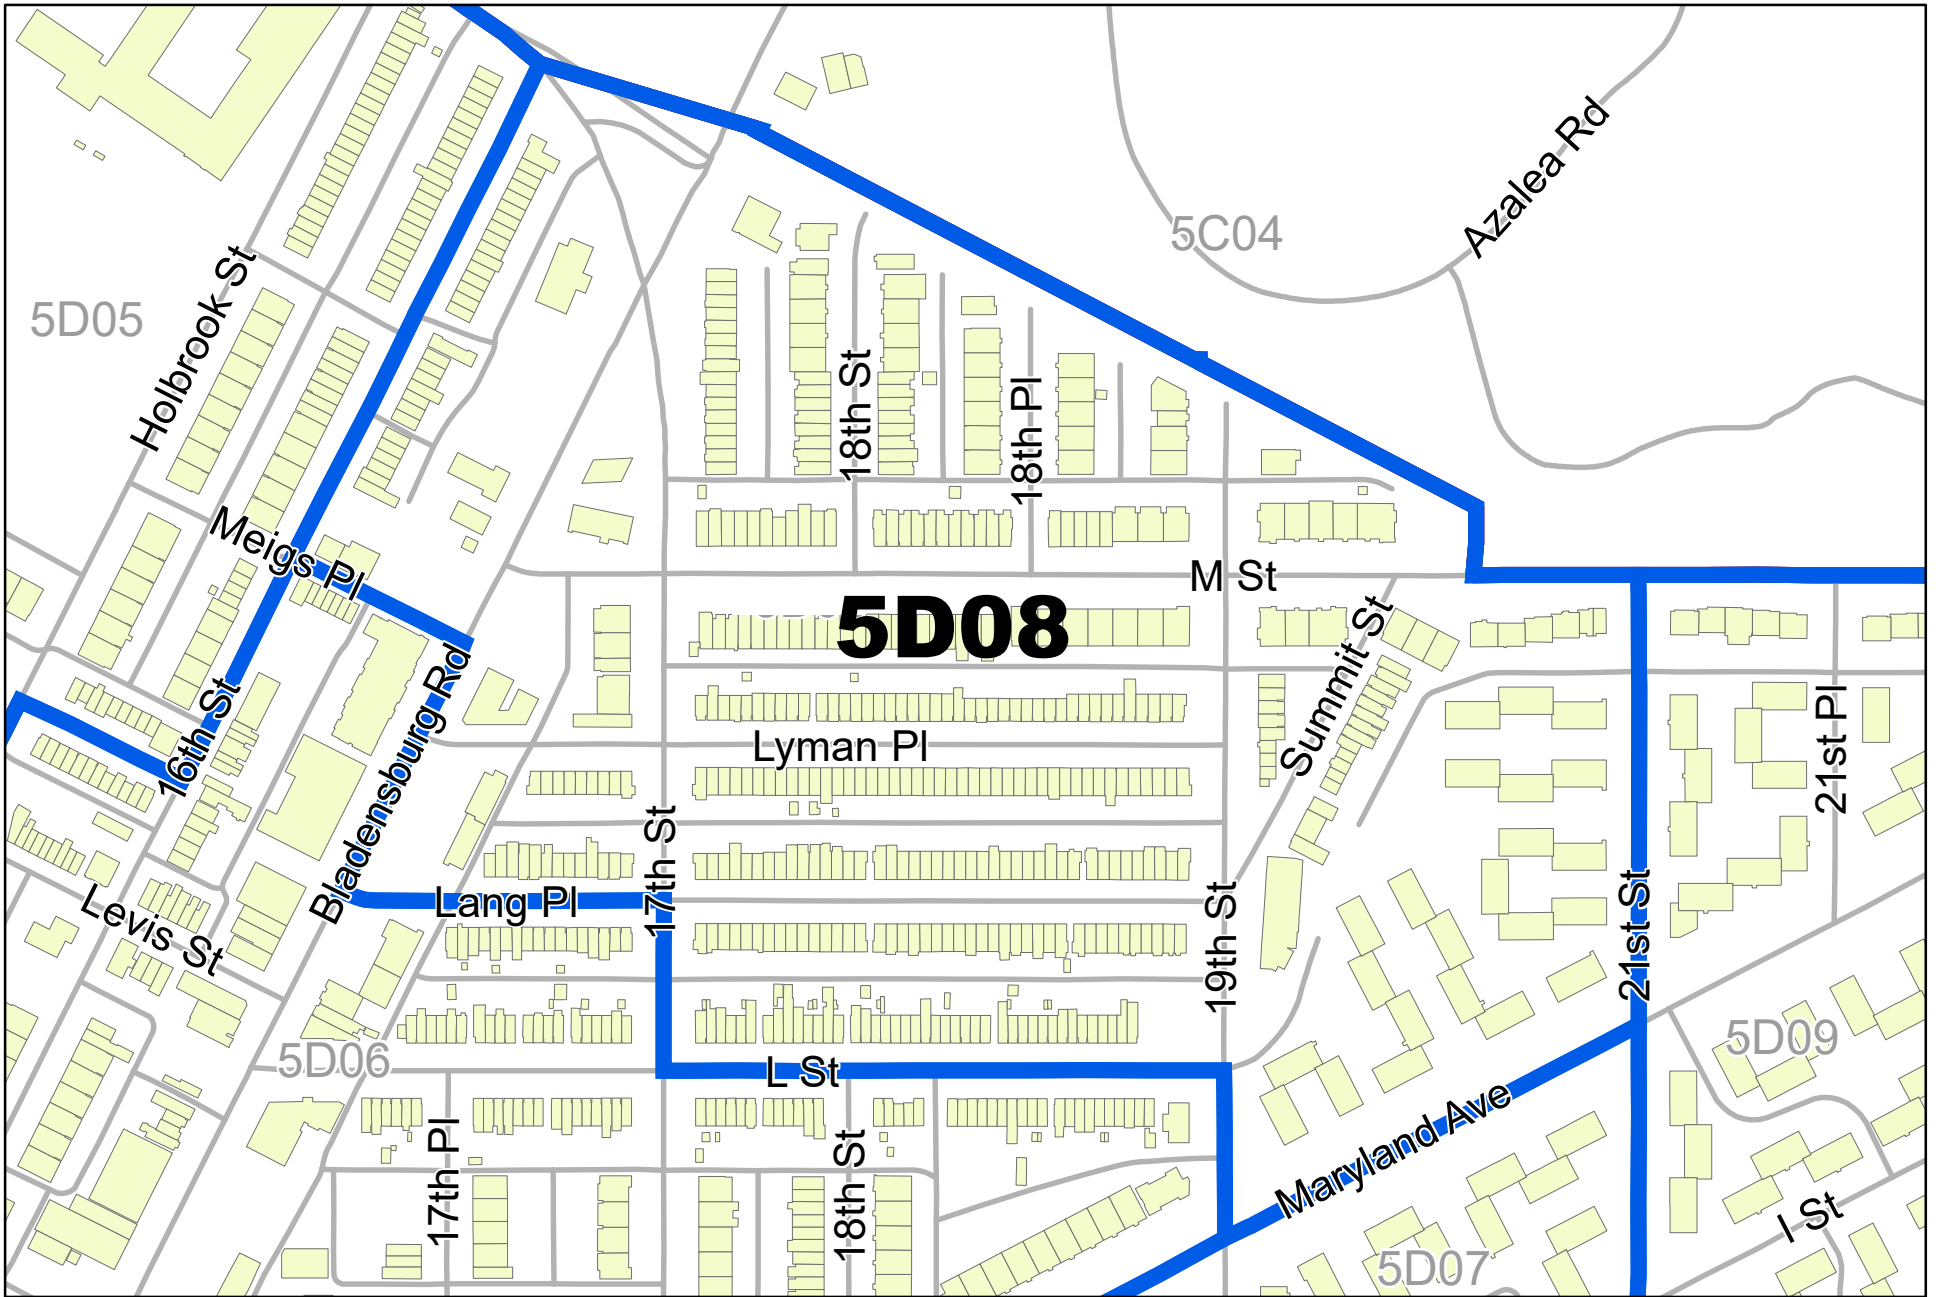 Azalea Rd
5C04
5D05
Holbrook St
18th St
18th Pl
Meigs Pl
M St
5D08
Summit St
16th St
Bladensburg Rd
Lyman Pl
21st Pl
17th St
Lang Pl
Levis St
19th St
21st St
5D06
L St
5D09
17th Pl
18th St
Maryland Ave
I St
5D07